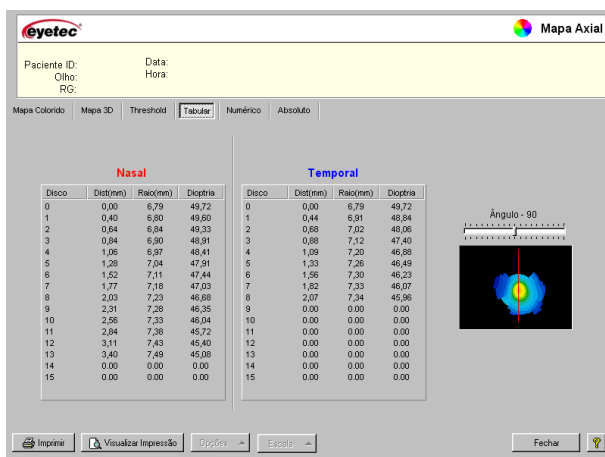 eyetec
Mapa Axial
Paciente ID:
Data:
Olho:
Hora:
RG:
Mapa Colorido Mapa 3D Threshold Tabular Numérico Absoluto
Nasal
Disco Dist(mm) Raio(mm) Dioptria
0 0,00 6,79 49,72
1 0,40 6,80 49,60
2 0,64 6,84 49,33
3 0,84 6,90 48,91
4 1,06 6,97 48,41
5 1,28 7,04 47,91
6 1,52 7,11 47,44
7 1,77 7,18 47,03
8 2,03 7,23 46,68
9 2,31 7,28 46,35
10 2,56 7,33 46,04
11 2,84 7,38 45,72
12 3,11 7,43 45,40
13 3,40 7,49 45,08
14 0.00 0.00 0.00
15 0.00 0.00 0.00
Temporal
Disco Dist(mm) Raio(mm) Dioptria
0 0,00 6,79 49,72
1 0,44 6,91 48,84
2 0,68 7,02 48,06
3 0,88 7,12 47,40
4 1,09 7,20 46,88
5 1,33 7,26 46,49
6 1,56 7,30 46,23
7 1,82 7,33 46,07
8 2,07 7,34 45,96
9 0.00 0.00 0.00
10 0.00 0.00 0.00
11 0.00 0.00 0.00
12 0.00 0.00 0.00
13 0.00 0.00 0.00
14 0.00 0.00 0.00
15 0.00 0.00 0.00
Ângulo - 90
Imprimir Visualizar Impressão Opções Escala Fechar ?